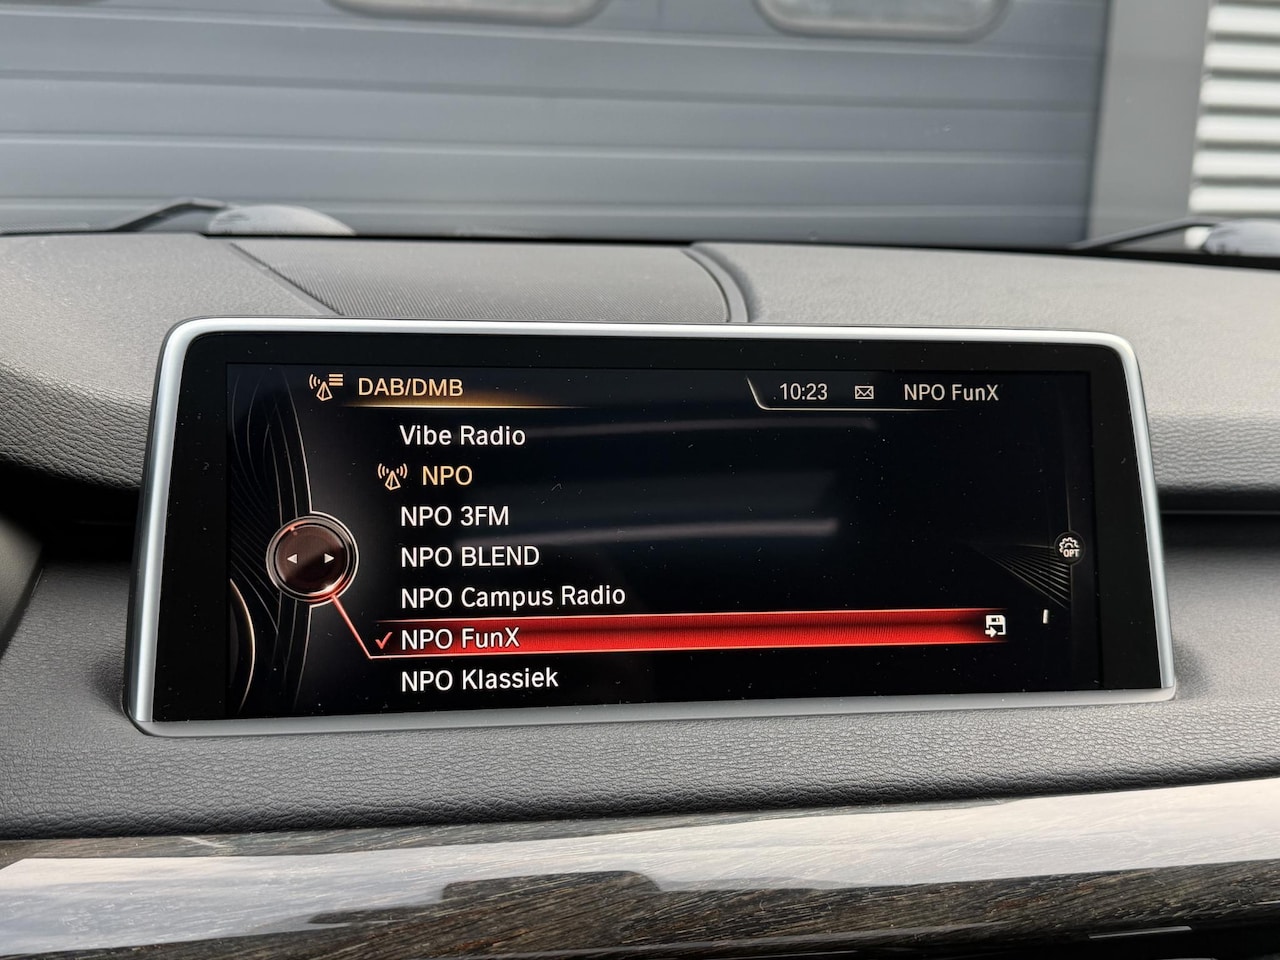 DAB/DMB
10:23 NPO FunX
Vibe Radio
NPO
NPO 3FM
NPO BLEND
NPO Campus Radio
NPO FunX
NPO Klassiek
OPT